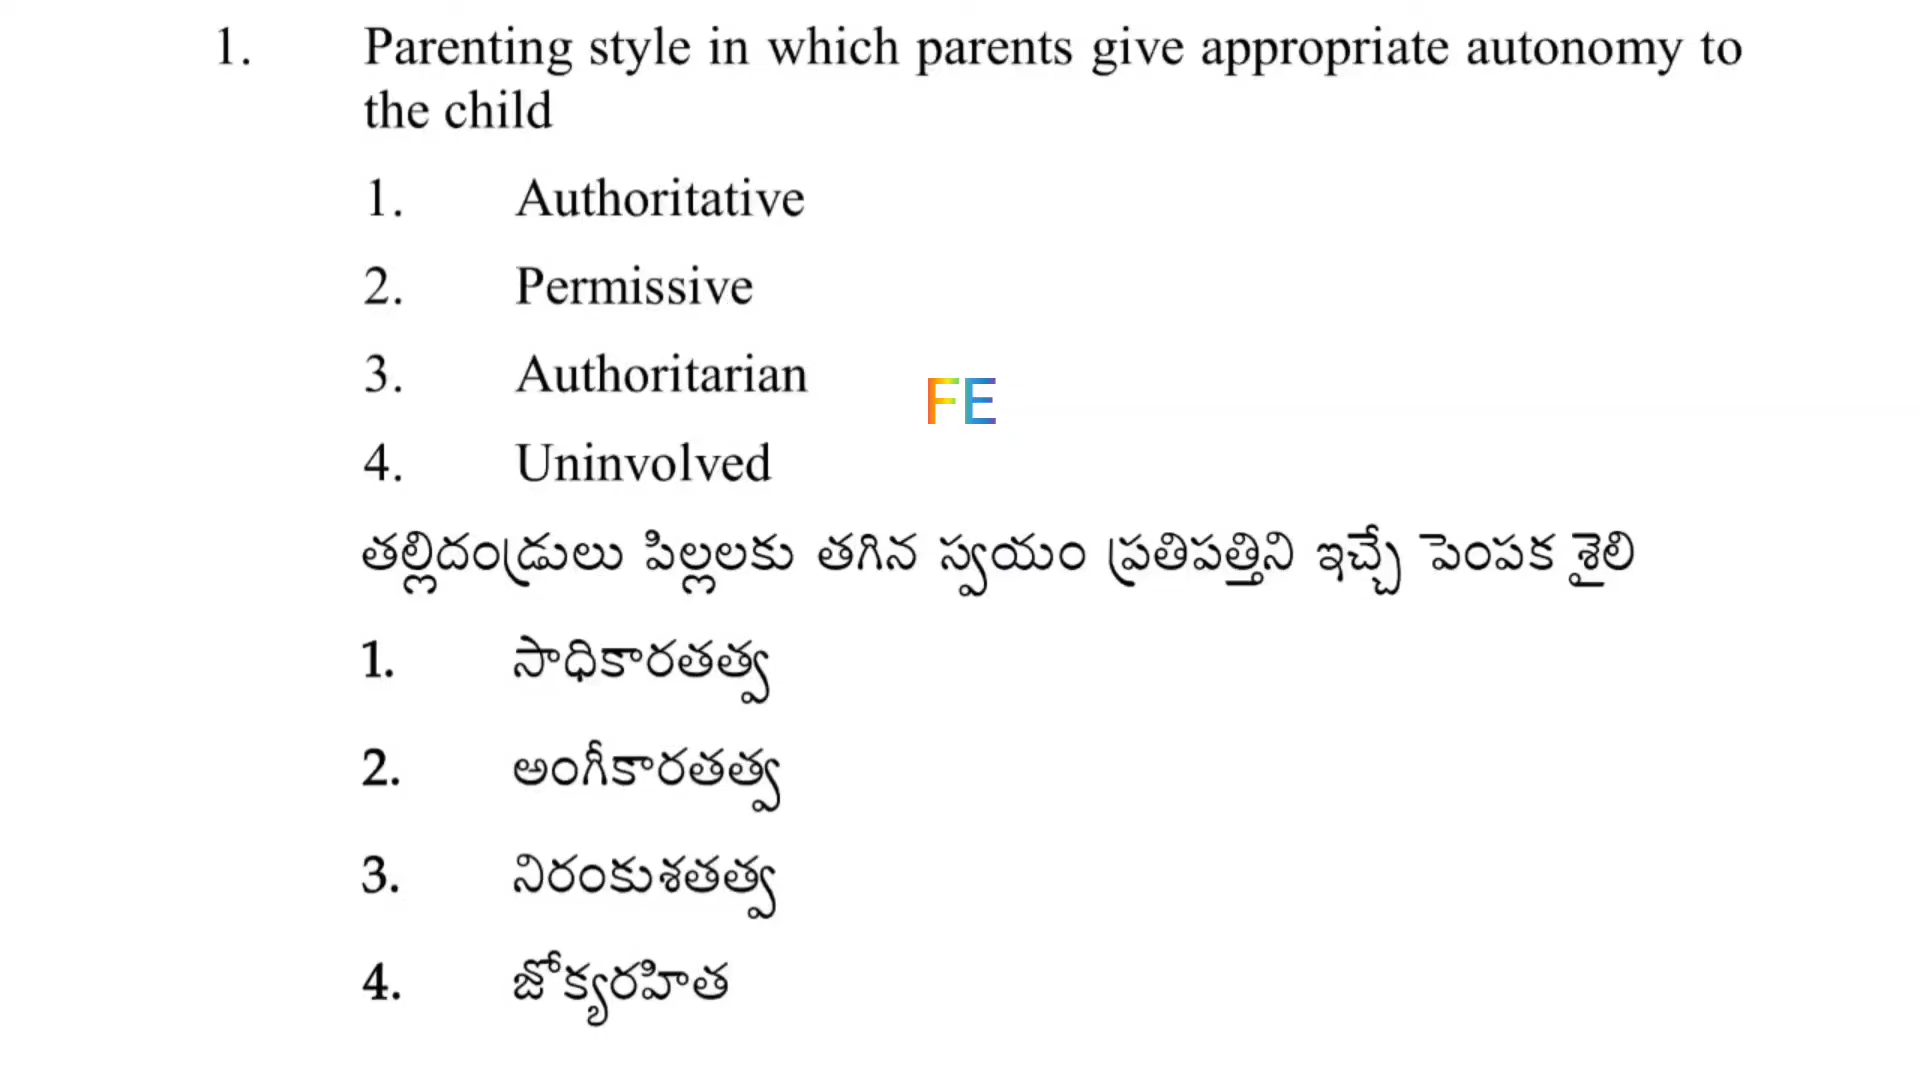 1. Parenting style in which parents give appropriate autonomy to
the child
1. Authoritative
2. Permissive
3. Authoritarian
FE
4. Uninvolved
తల్లిదండ్రులు పిల్లలకు తగిన స్వయం ప్రతిపత్తిని ఇచ్చే పెంపక శైలి
1. సాధికారతత్వ
2. అంగీకారతత్వ
3. నిరంకుశతత్వ
4. జోక్యరహిత